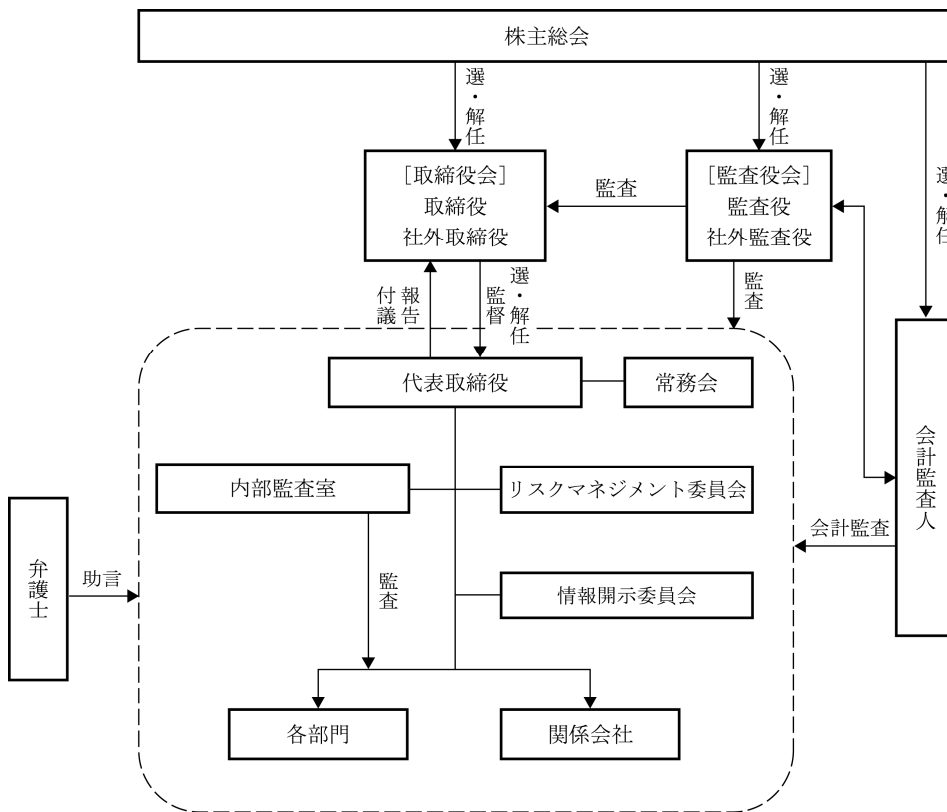 株主総会
選・解任
選・解任
選・解任
［取締役会］
取締役
社外取締役
監査
［監査役会］
監査役
社外監査役
付議
報告
監督
選・解任
監査
代表取締役
常務会
会計監査人
内部監査室
リスクマネジメント委員会
会計監査
弁護士
助言
監査
情報開示委員会
各部門
関係会社